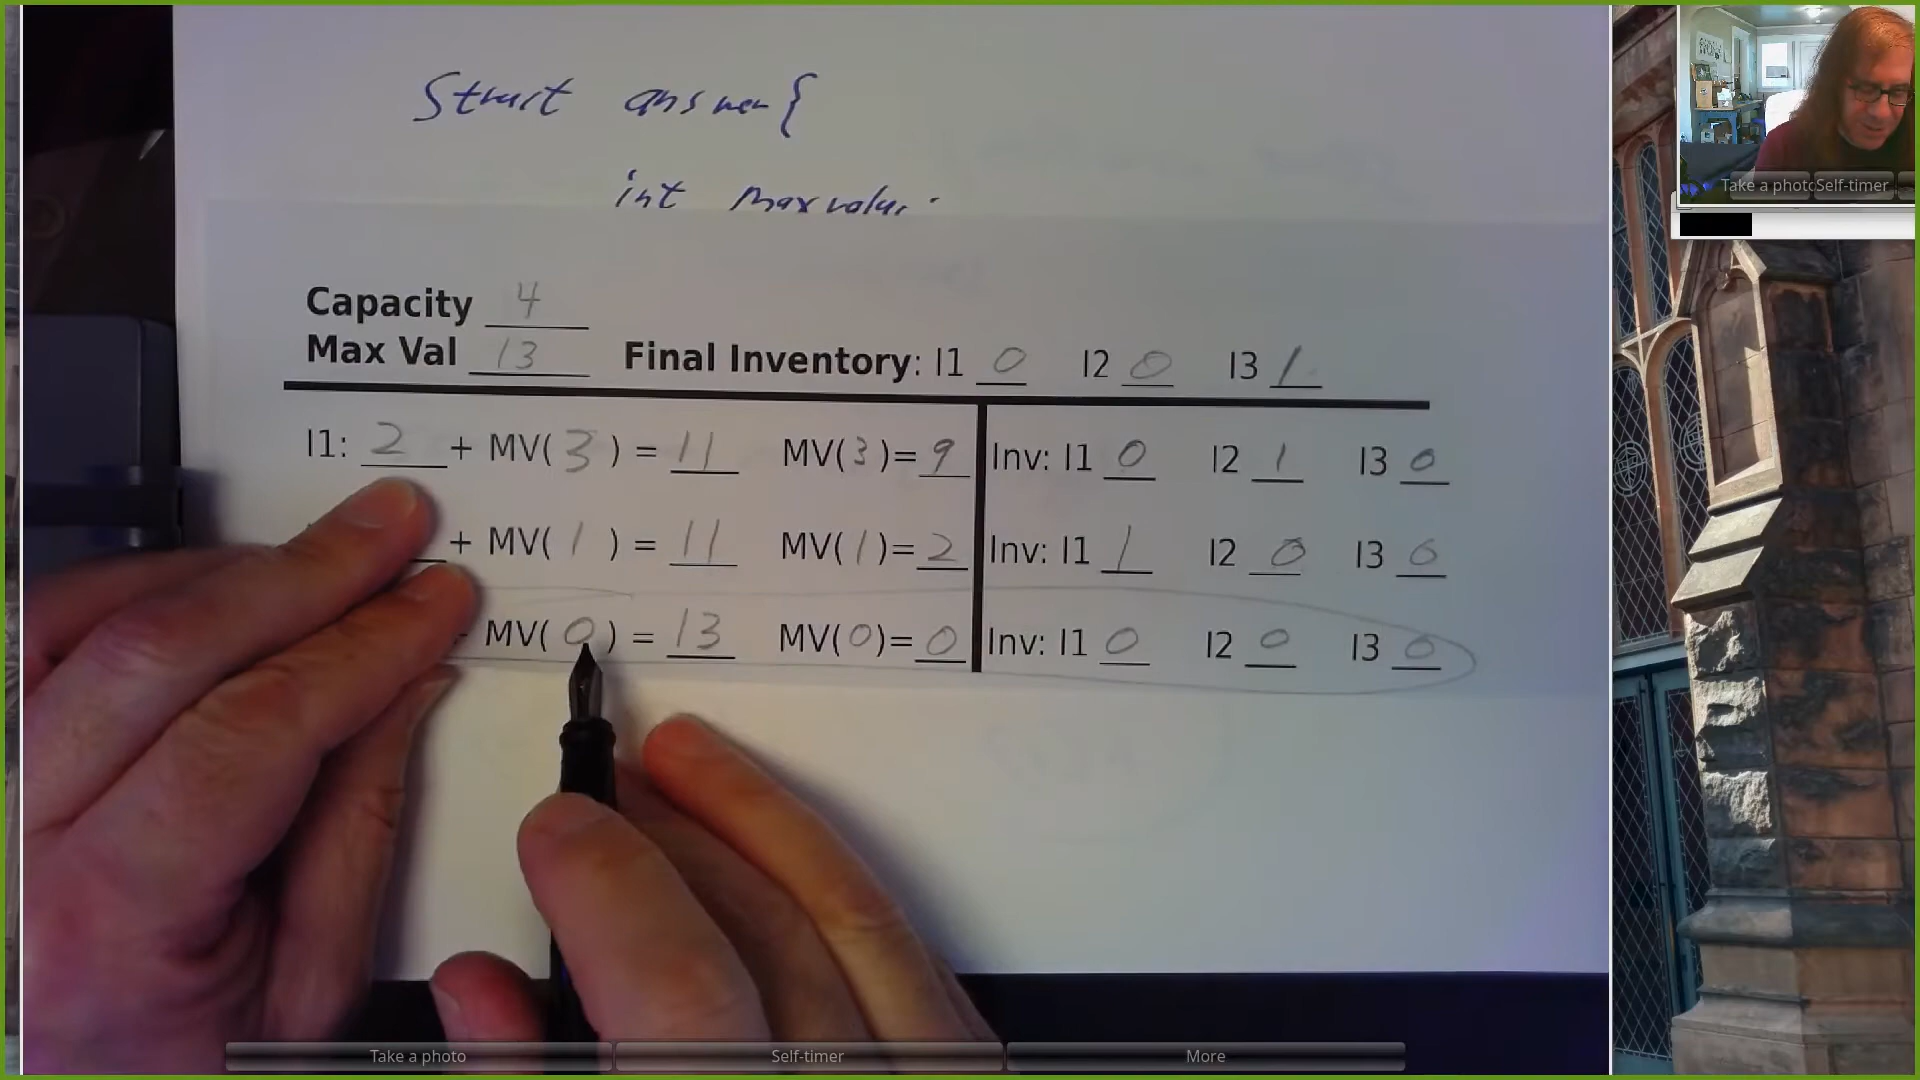 Struct answer{
int maxvalue
Capacity 4
Max Val 13 Final Inventory: I1 0 I2 0 I3 1
I1: 2 + MV(3) = 11 MV(3)=9 Inv: I1 0 I2 1 I3 0
+ MV(1) = 11 MV(1)=2 Inv: I1 1 I2 0 I3 0
MV(0) = 13 MV(0)=0 Inv: I1 0 I2 0 I3 0
Take a photo Self-timer More
Take a photo Self-timer